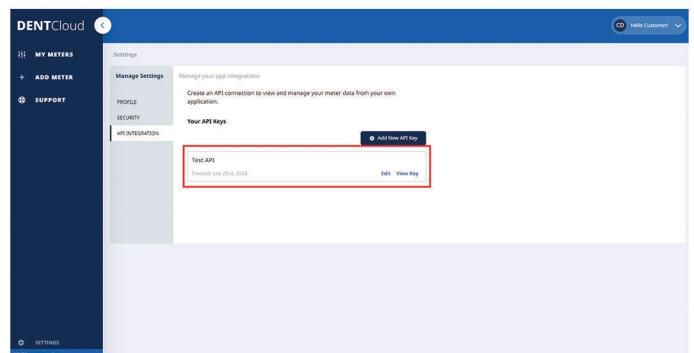 DENTCloud
CD Hello Customer!
MY METERS
ADD METER
SUPPORT
Settings
Manage Settings
PROFILE
SECURITY
API INTEGRATION
Manage your app integrations
Create an API connection to view and manage your meter data from your own
application.
Your API Keys
Add New API Key
Test API
Created: July 23rd, 2024
Edit View Key
SETTINGS